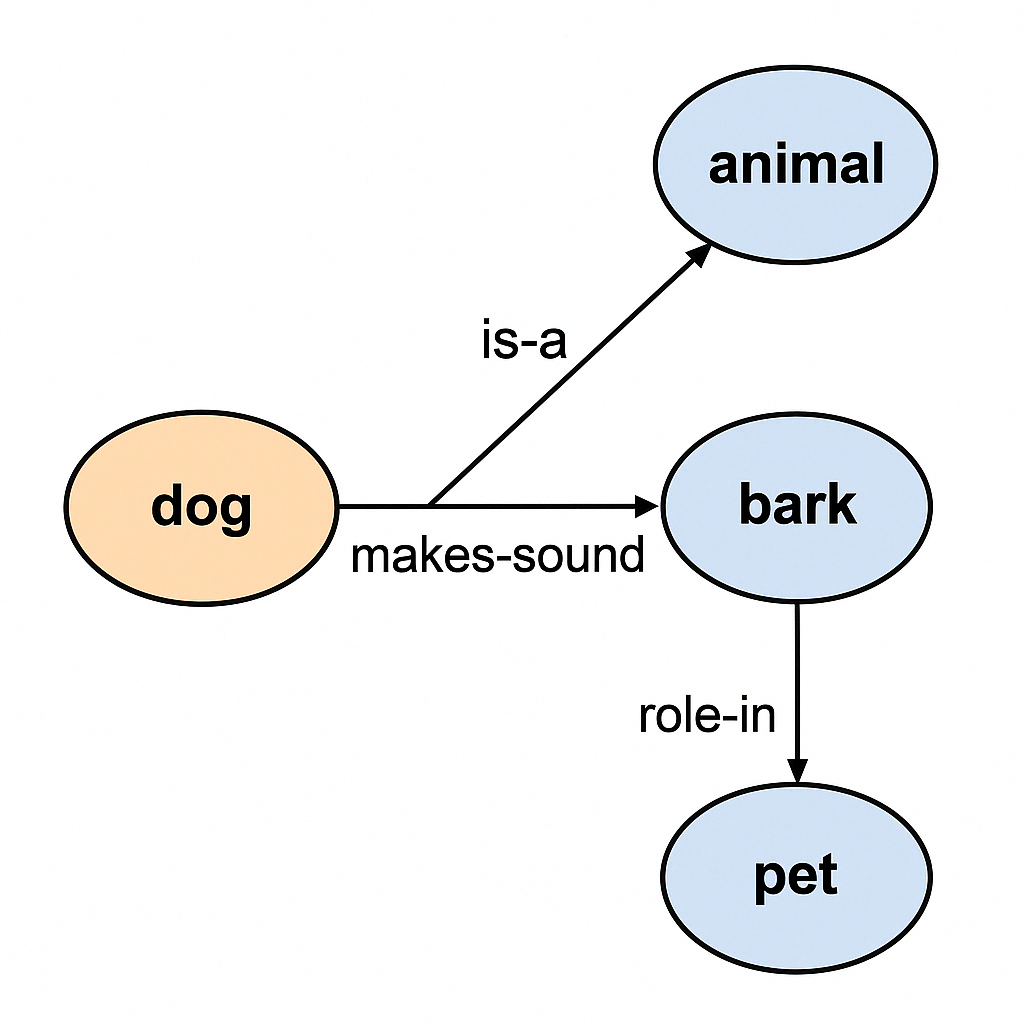 animal
is-a
dog
bark
makes-sound
role-in
pet